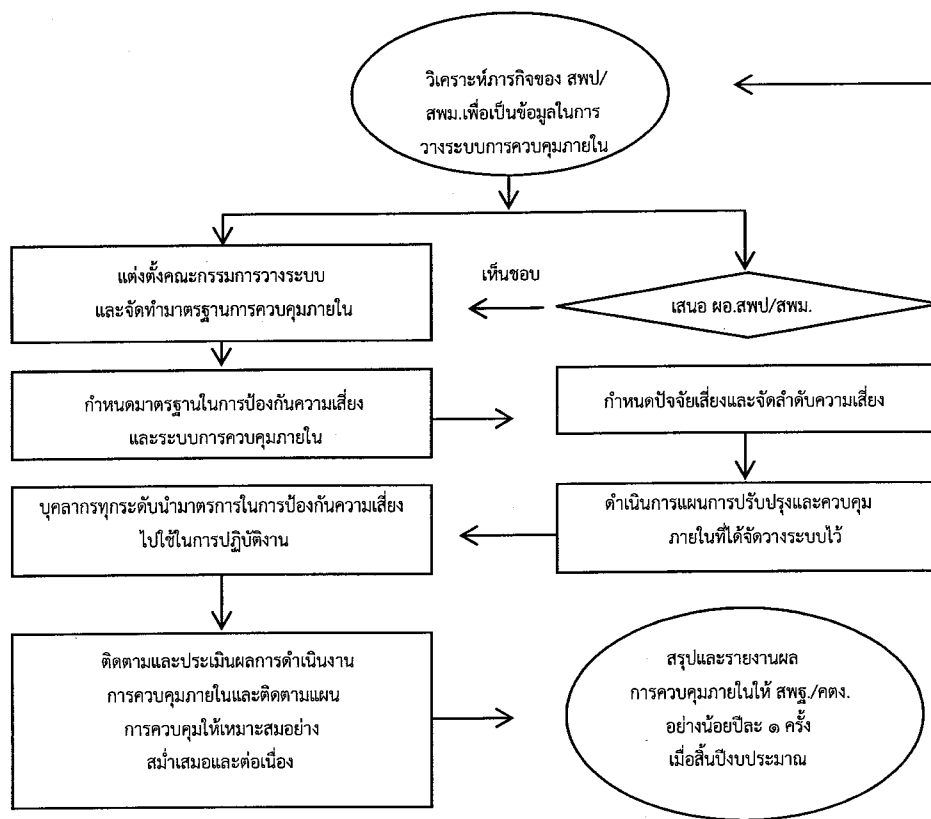 วิเคราะห์ภารกิจของ สพป/
สพม.เพื่อเป็นข้อมูลในการ
วางระบบการควบคุมภายใน
แต่งตั้งคณะกรรมการวางระบบ
และจัดทำมาตรฐานการควบคุมภายใน
เห็นชอบ
เสนอ ผอ.สพป/สพม.
กำหนดมาตรฐานในการป้องกันความเสี่ยง
และระบบการควบคุมภายใน
กำหนดปัจจัยเสี่ยงและจัดลำดับความเสี่ยง
บุคลากรทุกระดับนำมาตรการในการป้องกันความเสี่ยง
ไปใช้ในการปฏิบัติงาน
ดำเนินการแผนการปรับปรุงและควบคุม
ภายในที่ได้จัดวางระบบไว้
ติดตามและประเมินผลการดำเนินงาน
การควบคุมภายในและติดตามแผน
การควบคุมให้เหมาะสมอย่าง
สม่ำเสมอและต่อเนื่อง
สรุปและรายงานผล
การควบคุมภายในให้ สพฐ./คตง.
อย่างน้อยปีละ ๑ ครั้ง
เมื่อสิ้นปีงบประมาณ